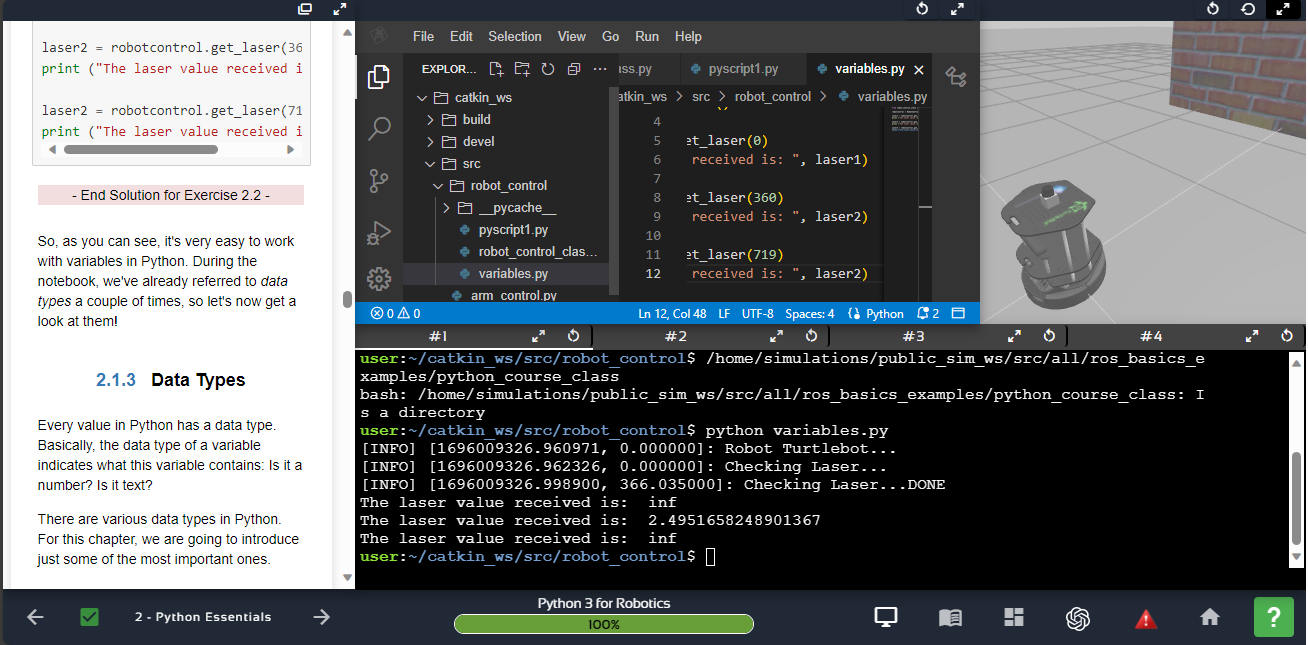 laser2 = robotcontrol.get_laser(36
print ("The laser value received i
laser2 = robotcontrol.get_laser(71
print ("The laser value received i
- End Solution for Exercise 2.2 -
So, as you can see, it's very easy to work
with variables in Python. During the
notebook, we've already referred to data
types a couple of times, so let's now get a
look at them!
2.1.3 Data Types
Every value in Python has a data type.
Basically, the data type of a variable
indicates what this variable contains: Is it a
number? Is it text?
There are various data types in Python.
For this chapter, we are going to introduce
just some of the most important ones.
File Edit Selection View Go Run Help
EXPLOR... ···
catkin_ws
build
devel
src
robot_control
__pycache__
pyscript1.py
robot_control_clas...
variables.py
arm_control.py
ass.py pyscript1.py variables.py
atkin_ws > src > robot_control > variables.py
4
5 et_laser(0)
6 received is: ", laser1)
7
8 et_laser(360)
9 received is: ", laser2)
10
11 et_laser(719)
12 received is: ", laser2)
0 0 Ln 12, Col 48 LF UTF-8 Spaces: 4 Python 2
#1 #2 #3 #4
user:~/catkin_ws/src/robot_control$ /home/simulations/public_sim_ws/src/all/ros_basics_e
xamples/python_course_class
bash: /home/simulations/public_sim_ws/src/all/ros_basics_examples/python_course_class: I
s a directory
user:~/catkin_ws/src/robot_control$ python variables.py
[INFO] [1696009326.960971, 0.000000]: Robot Turtlebot...
[INFO] [1696009326.962326, 0.000000]: Checking Laser...
[INFO] [1696009326.998900, 366.035000]: Checking Laser...DONE
The laser value received is:  inf
The laser value received is:  2.4951658248901367
The laser value received is:  inf
user:~/catkin_ws/src/robot_control$
2 - Python Essentials
Python 3 for Robotics
100%
?